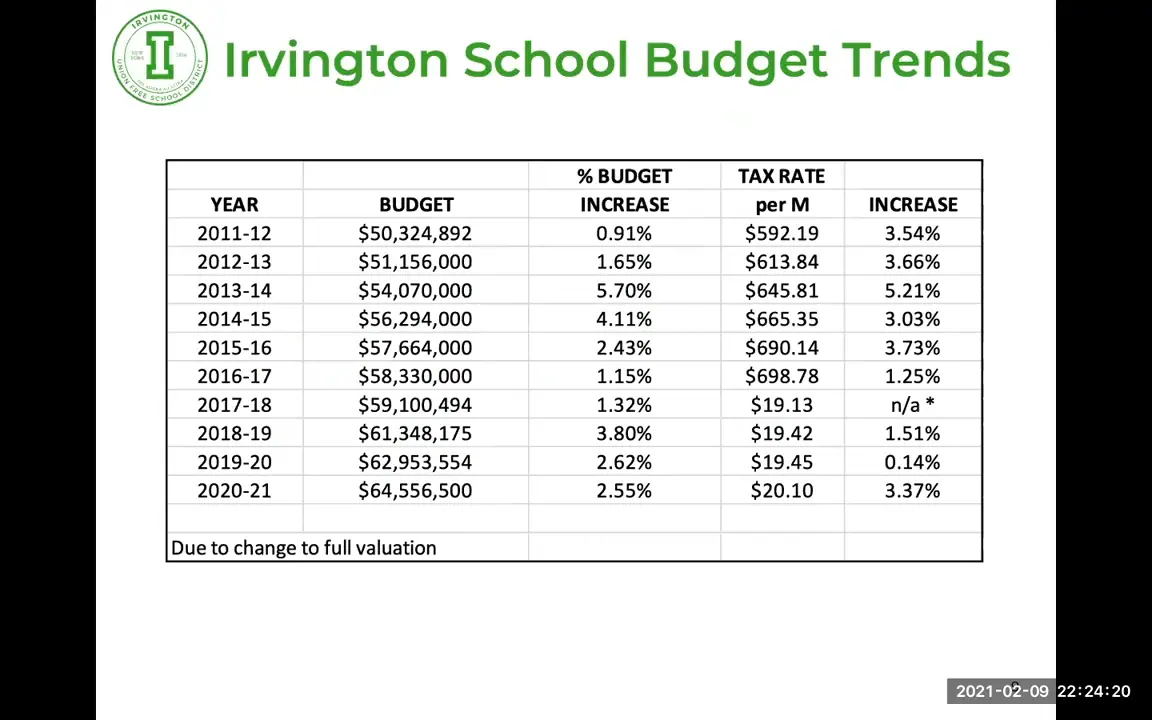 IRVINGTON
UNION FREE SCHOOL DISTRICT
I
Irvington School Budget Trends
% BUDGET TAX RATE
YEAR BUDGET INCREASE per M INCREASE
2011-12 $50,324,892 0.91% $592.19 3.54%
2012-13 $51,156,000 1.65% $613.84 3.66%
2013-14 $54,070,000 5.70% $645.81 5.21%
2014-15 $56,294,000 4.11% $665.35 3.03%
2015-16 $57,664,000 2.43% $690.14 3.73%
2016-17 $58,330,000 1.15% $698.78 1.25%
2017-18 $59,100,494 1.32% $19.13 n/a *
2018-19 $61,348,175 3.80% $19.42 1.51%
2019-20 $62,953,554 2.62% $19.45 0.14%
2020-21 $64,556,500 2.55% $20.10 3.37%
Due to change to full valuation
2021-02-09 22:24:20